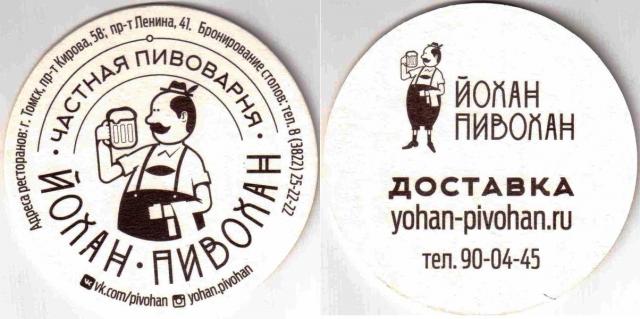 Адреса ресторанов: г. Томск, пр-т Кирова, 58; пр-т Ленина, 41. Бронирование столов: тел. 8 (3822) 25-22-22
• ЧАСТНАЯ ПИВОВАРНЯ •
ЙОХАН • ПИВОХАН
vk.com/pivohan yohan.pivohan
ЙОХАН
ПИВОХАН
ДОСТАВКА
yohan-pivohan.ru
тел. 90-04-45